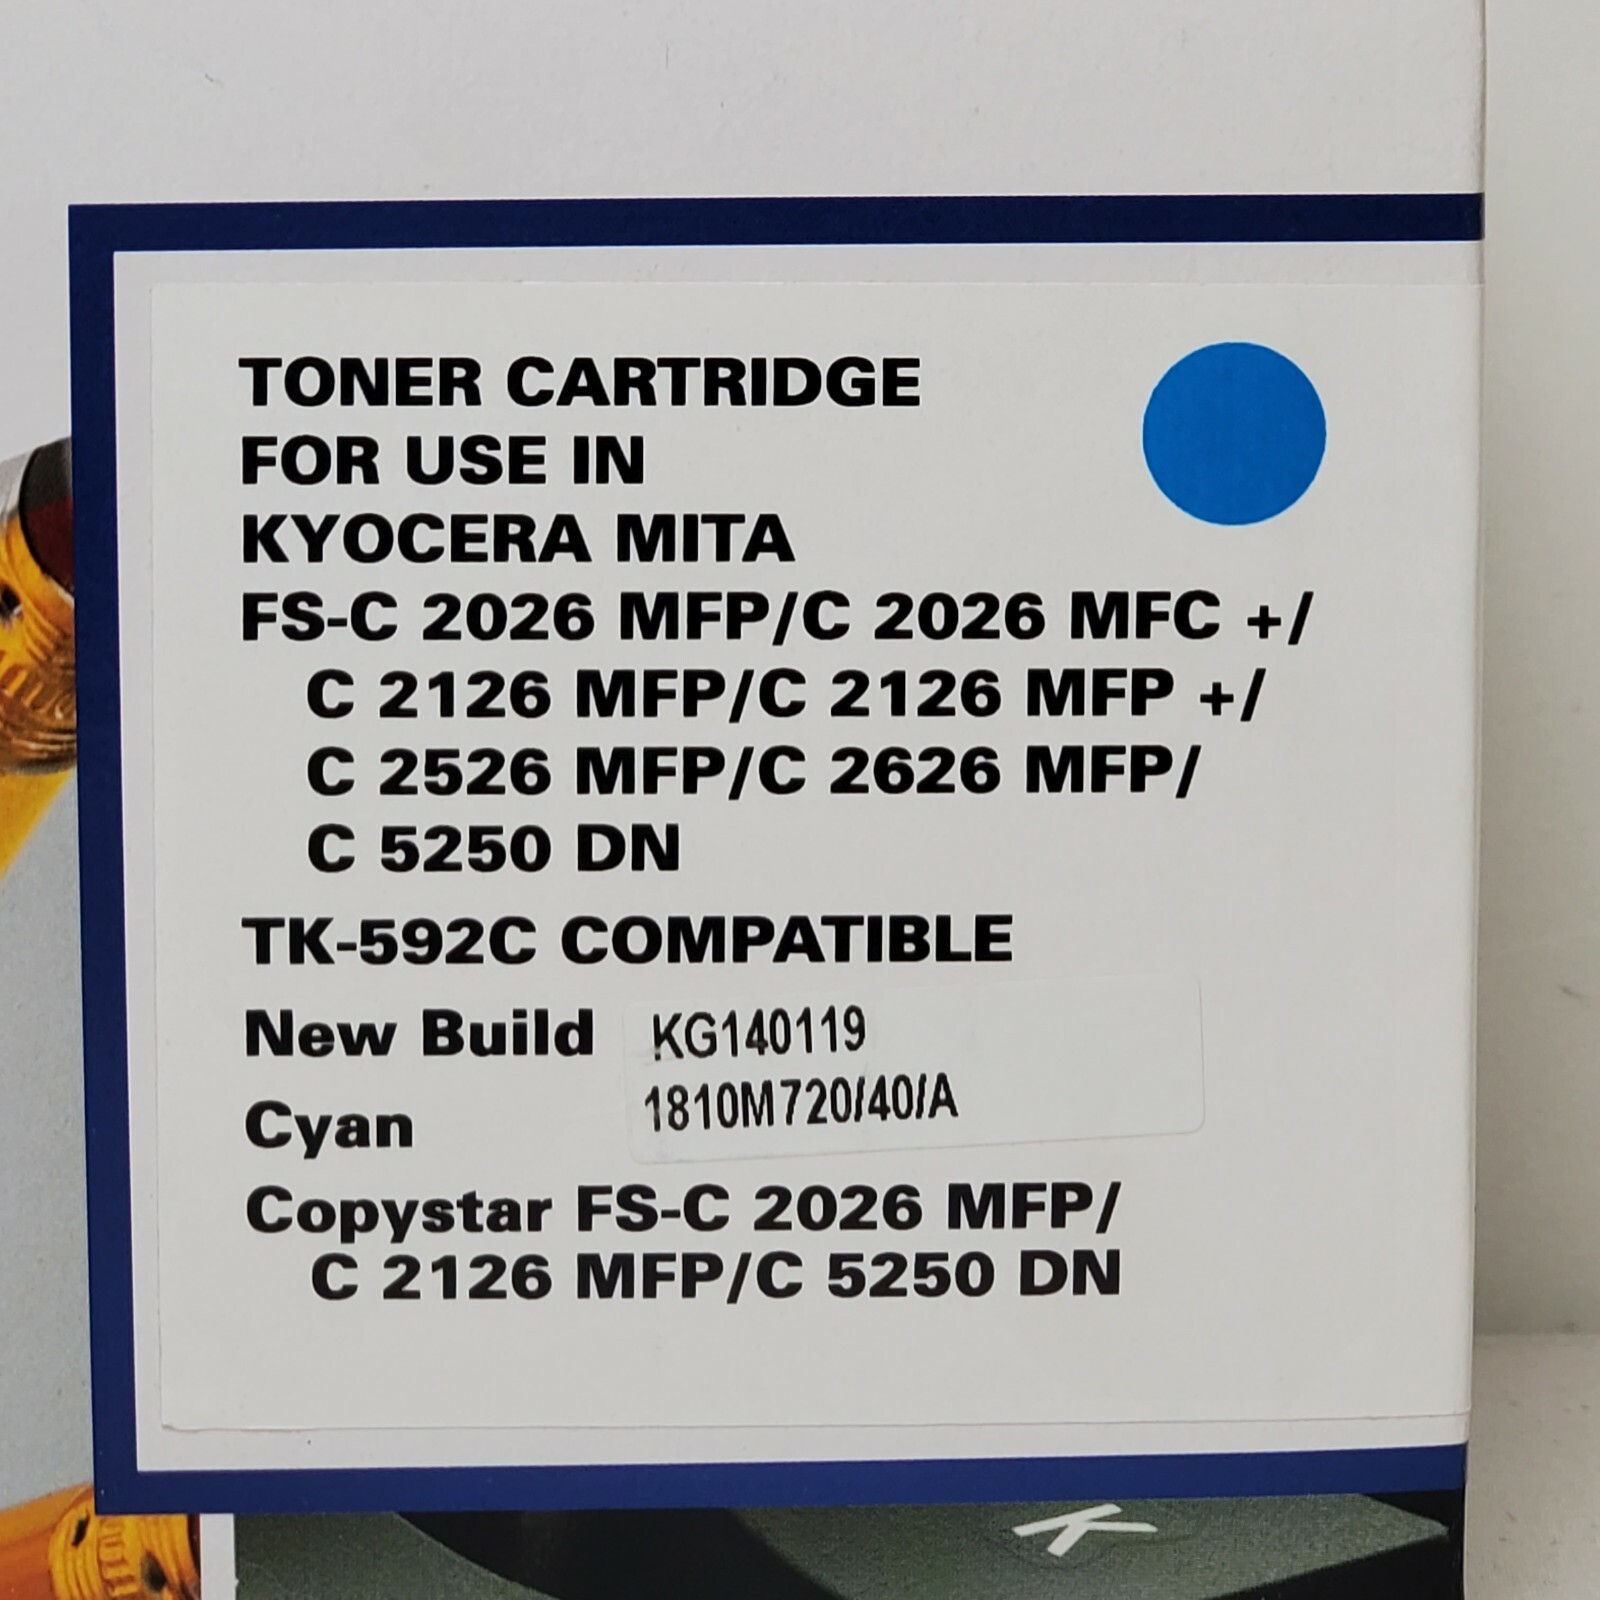 TONER CARTRIDGE
FOR USE IN
KYOCERA MITA
FS-C 2026 MFP/C 2026 MFC +/
C 2126 MFP/C 2126 MFP +/
C 2526 MFP/C 2626 MFP/
C 5250 DN
TK-592C COMPATIBLE
New Build KG140119
Cyan 1810M720/40/A
Copystar FS-C 2026 MFP/
C 2126 MFP/C 5250 DN
K